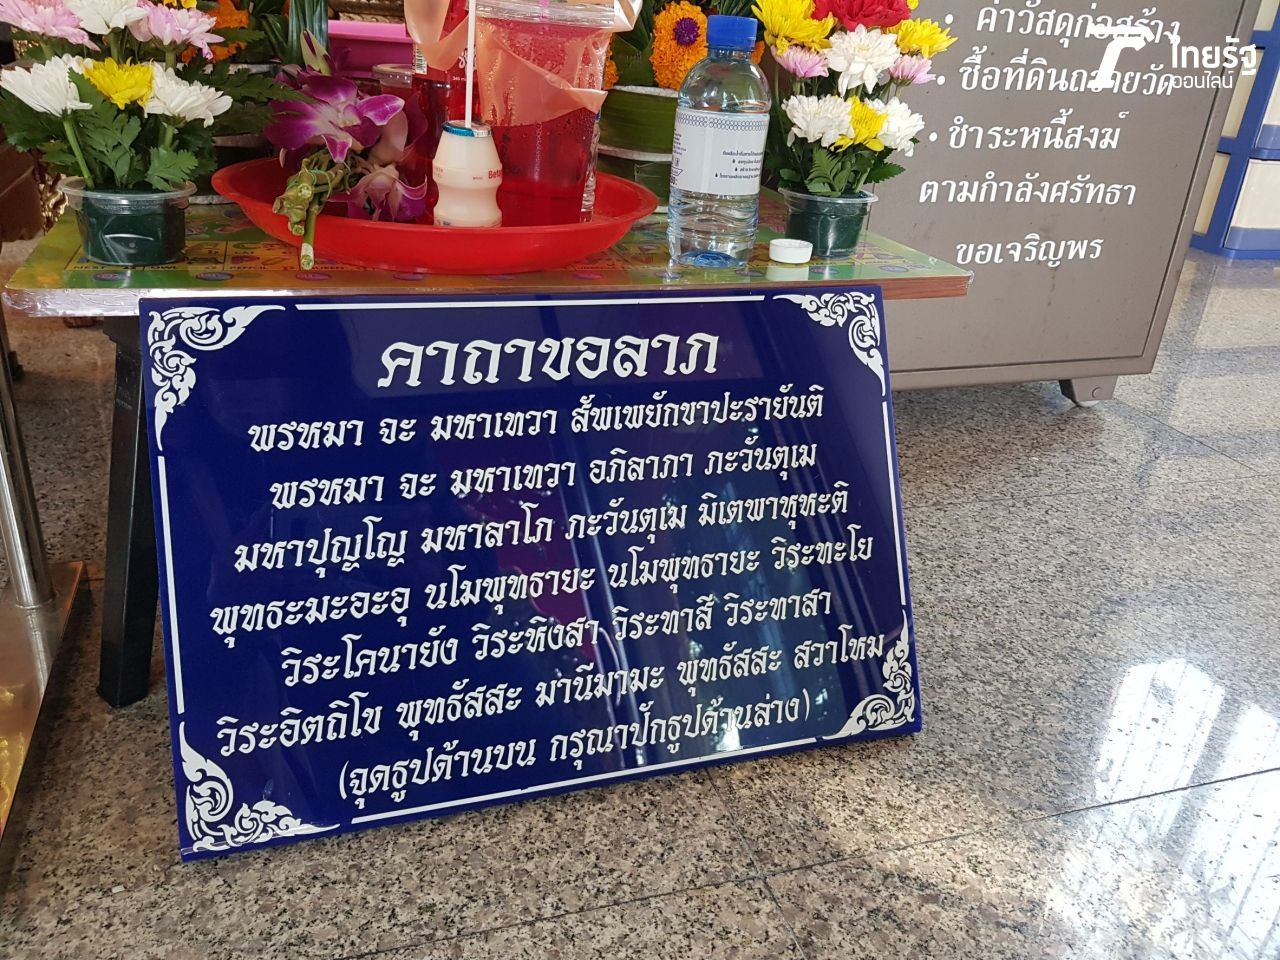 • ค่าวัสดุก่อสร้าง
• ซื้อที่ดินถวายวัด
• ชำระหนี้สงฆ์
ตามกำลังศรัทธา
ขอเจริญพร
ไทยรัฐ
ออนไลน์
คาถาขอลาภ
พรหมา จะ มหาเทวา สัพเพยักขาปะรายันติ
พรหมา จะ มหาเทวา อภิลาภา ภะวันตุเม
มหาปุญโญ มหาลาโภ ภะวันตุเม มิเตพาหุหะติ
พุทธะมะอะอุ นโมพุทธายะ นโมพุทธายะ วิระทะโย
วิระโคนายัง วิระหิงสา วิระทาสี วิระทาสา
วิระอิตถิโย พุทธัสสะ มานีมามะ พุทธัสสะ สวาโหม
(จุดธูปด้านบน กรุณาปักธูปด้านล่าง)